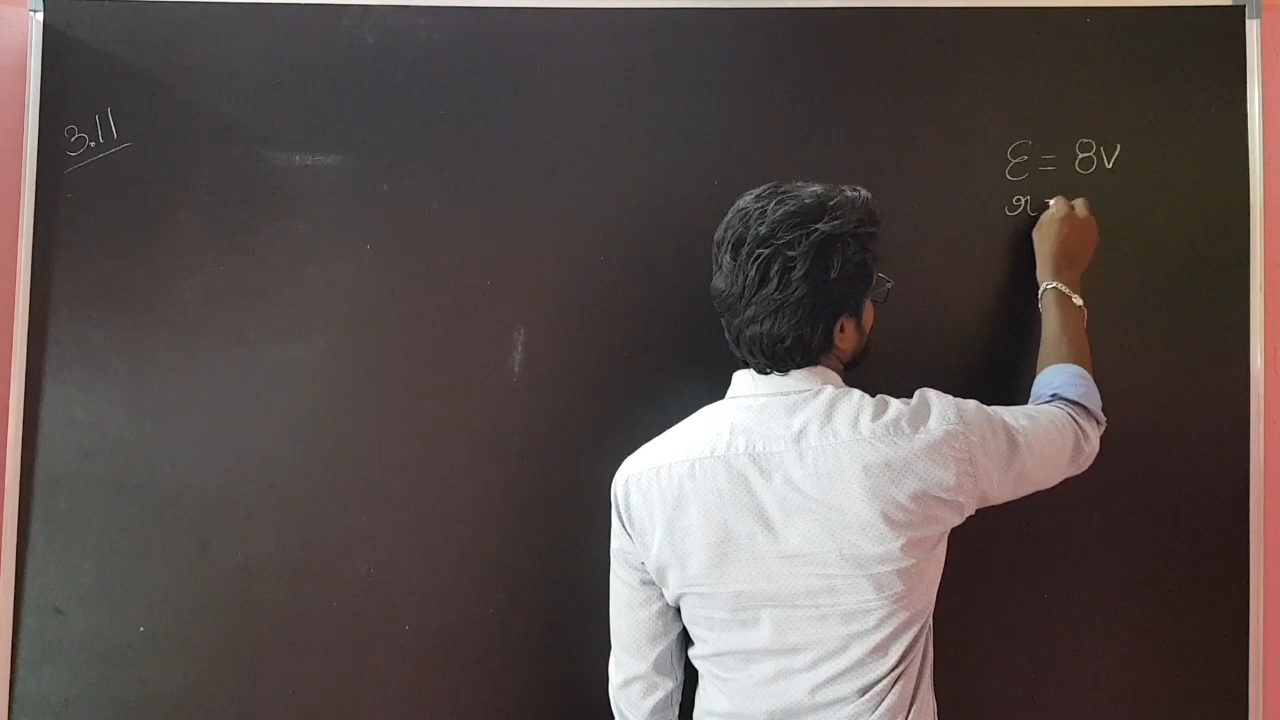 3.11
ε = 8V
r =